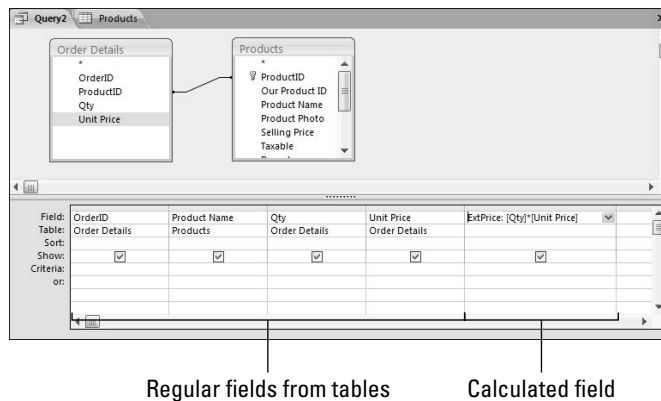 Query2 Products
Order Details
*
OrderID
ProductID
Qty
Unit Price
Products
*
ProductID
Our Product ID
Product Name
Product Photo
Selling Price
Taxable
Field: OrderID Product Name Qty Unit Price ExtPrice: [Qty]*[Unit Price]
Table: Order Details Products Order Details Order Details
Sort:
Show:
Criteria:
or:
Regular fields from tables Calculated field